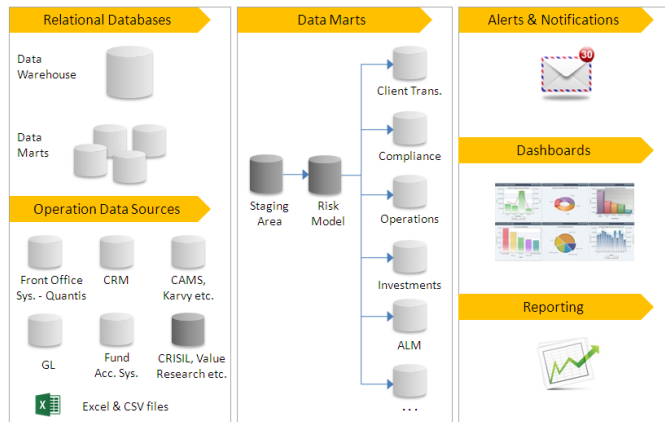 Relational Databases
Data
Warehouse
Data
Marts
Operation Data Sources
Front Office
Sys. - Quantis
CRM
CAMS,
Karvy etc.
GL
Fund
Acc. Sys.
CRISIL, Value
Research etc.
Excel & CSV files
Data Marts
Staging
Area
Risk
Model
Client Trans.
Compliance
Operations
Investments
ALM
...
Alerts & Notifications
30
Dashboards
Reporting